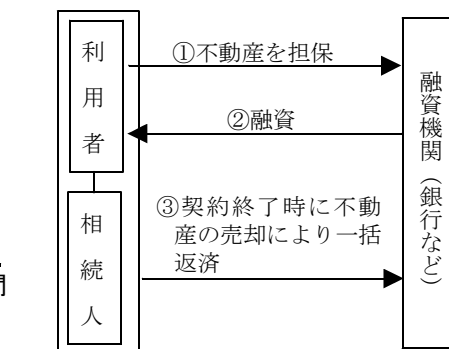 利用者
①不動産を担保
②融資
融資機関（銀行など）
相続人
③契約終了時に不動
産の売却により一括
返済